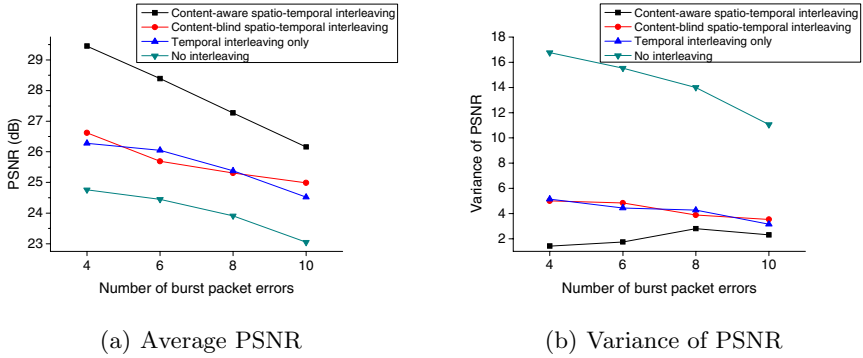 Content-aware spatio-temporal interleaving
Content-blind spatio-temporal interleaving
Temporal interleaving only
No interleaving
29
28
27
26
25
24
23
PSNR (dB)
4 6 8 10
Number of burst packet errors
(a) Average PSNR
Content-aware spatio-temporal interleaving
Content-blind spatio-temporal interleaving
Temporal interleaving only
No interleaving
18
16
14
12
10
8
6
4
2
Variance of PSNR
4 6 8 10
Number of burst packet errors
(b) Variance of PSNR